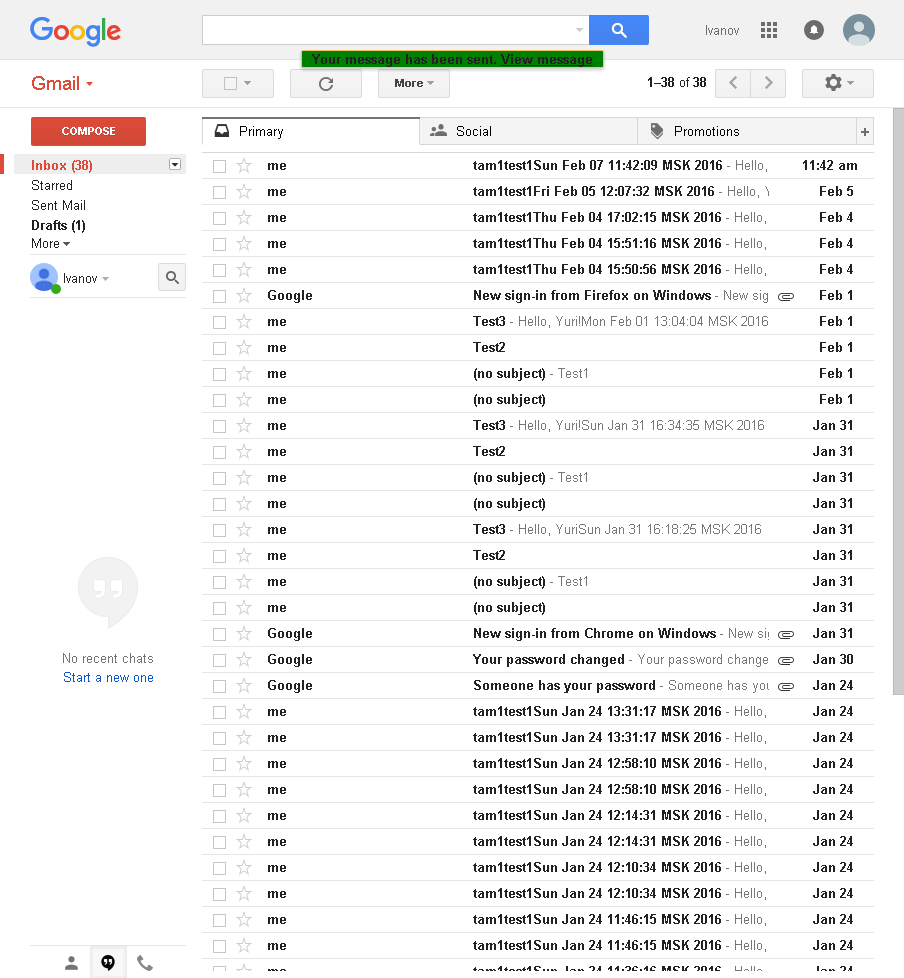 Google
Ivanov
Your message has been sent. View message
Gmail
More
1–38 of 38
COMPOSE
Primary
Social
Promotions
+
Inbox (38)
Starred
Sent Mail
Drafts (1)
More
Ivanov
No recent chats
Start a new one
me tam1test1Sun Feb 07 11:42:09 MSK 2016 - Hello, 11:42 am
me tam1test1Fri Feb 05 12:07:32 MSK 2016 - Hello, Feb 5
me tam1test1Thu Feb 04 17:02:15 MSK 2016 - Hello, Feb 4
me tam1test1Thu Feb 04 15:51:16 MSK 2016 - Hello, Feb 4
me tam1test1Thu Feb 04 15:50:56 MSK 2016 - Hello, Feb 4
Google New sign-in from Firefox on Windows - New sig Feb 1
me Test3 - Hello, Yuri!Mon Feb 01 13:04:04 MSK 2016 Feb 1
me Test2 Feb 1
me (no subject) - Test1 Feb 1
me (no subject) Feb 1
me Test3 - Hello, Yuri!Sun Jan 31 16:34:35 MSK 2016 Jan 31
me Test2 Jan 31
me (no subject) - Test1 Jan 31
me (no subject) Jan 31
me Test3 - Hello, YuriSun Jan 31 16:18:25 MSK 2016 Jan 31
me Test2 Jan 31
me (no subject) - Test1 Jan 31
me (no subject) Jan 31
Google New sign-in from Chrome on Windows - New si Jan 31
Google Your password changed - Your password change Jan 30
Google Someone has your password - Someone has you Jan 24
me tam1test1Sun Jan 24 13:31:17 MSK 2016 - Hello, Jan 24
me tam1test1Sun Jan 24 13:31:17 MSK 2016 - Hello, Jan 24
me tam1test1Sun Jan 24 12:58:10 MSK 2016 - Hello, Jan 24
me tam1test1Sun Jan 24 12:58:10 MSK 2016 - Hello, Jan 24
me tam1test1Sun Jan 24 12:14:31 MSK 2016 - Hello, Jan 24
me tam1test1Sun Jan 24 12:14:31 MSK 2016 - Hello, Jan 24
me tam1test1Sun Jan 24 12:10:34 MSK 2016 - Hello, Jan 24
me tam1test1Sun Jan 24 12:10:34 MSK 2016 - Hello, Jan 24
me tam1test1Sun Jan 24 11:46:15 MSK 2016 - Hello, Jan 24
me tam1test1Sun Jan 24 11:46:15 MSK 2016 - Hello, Jan 24